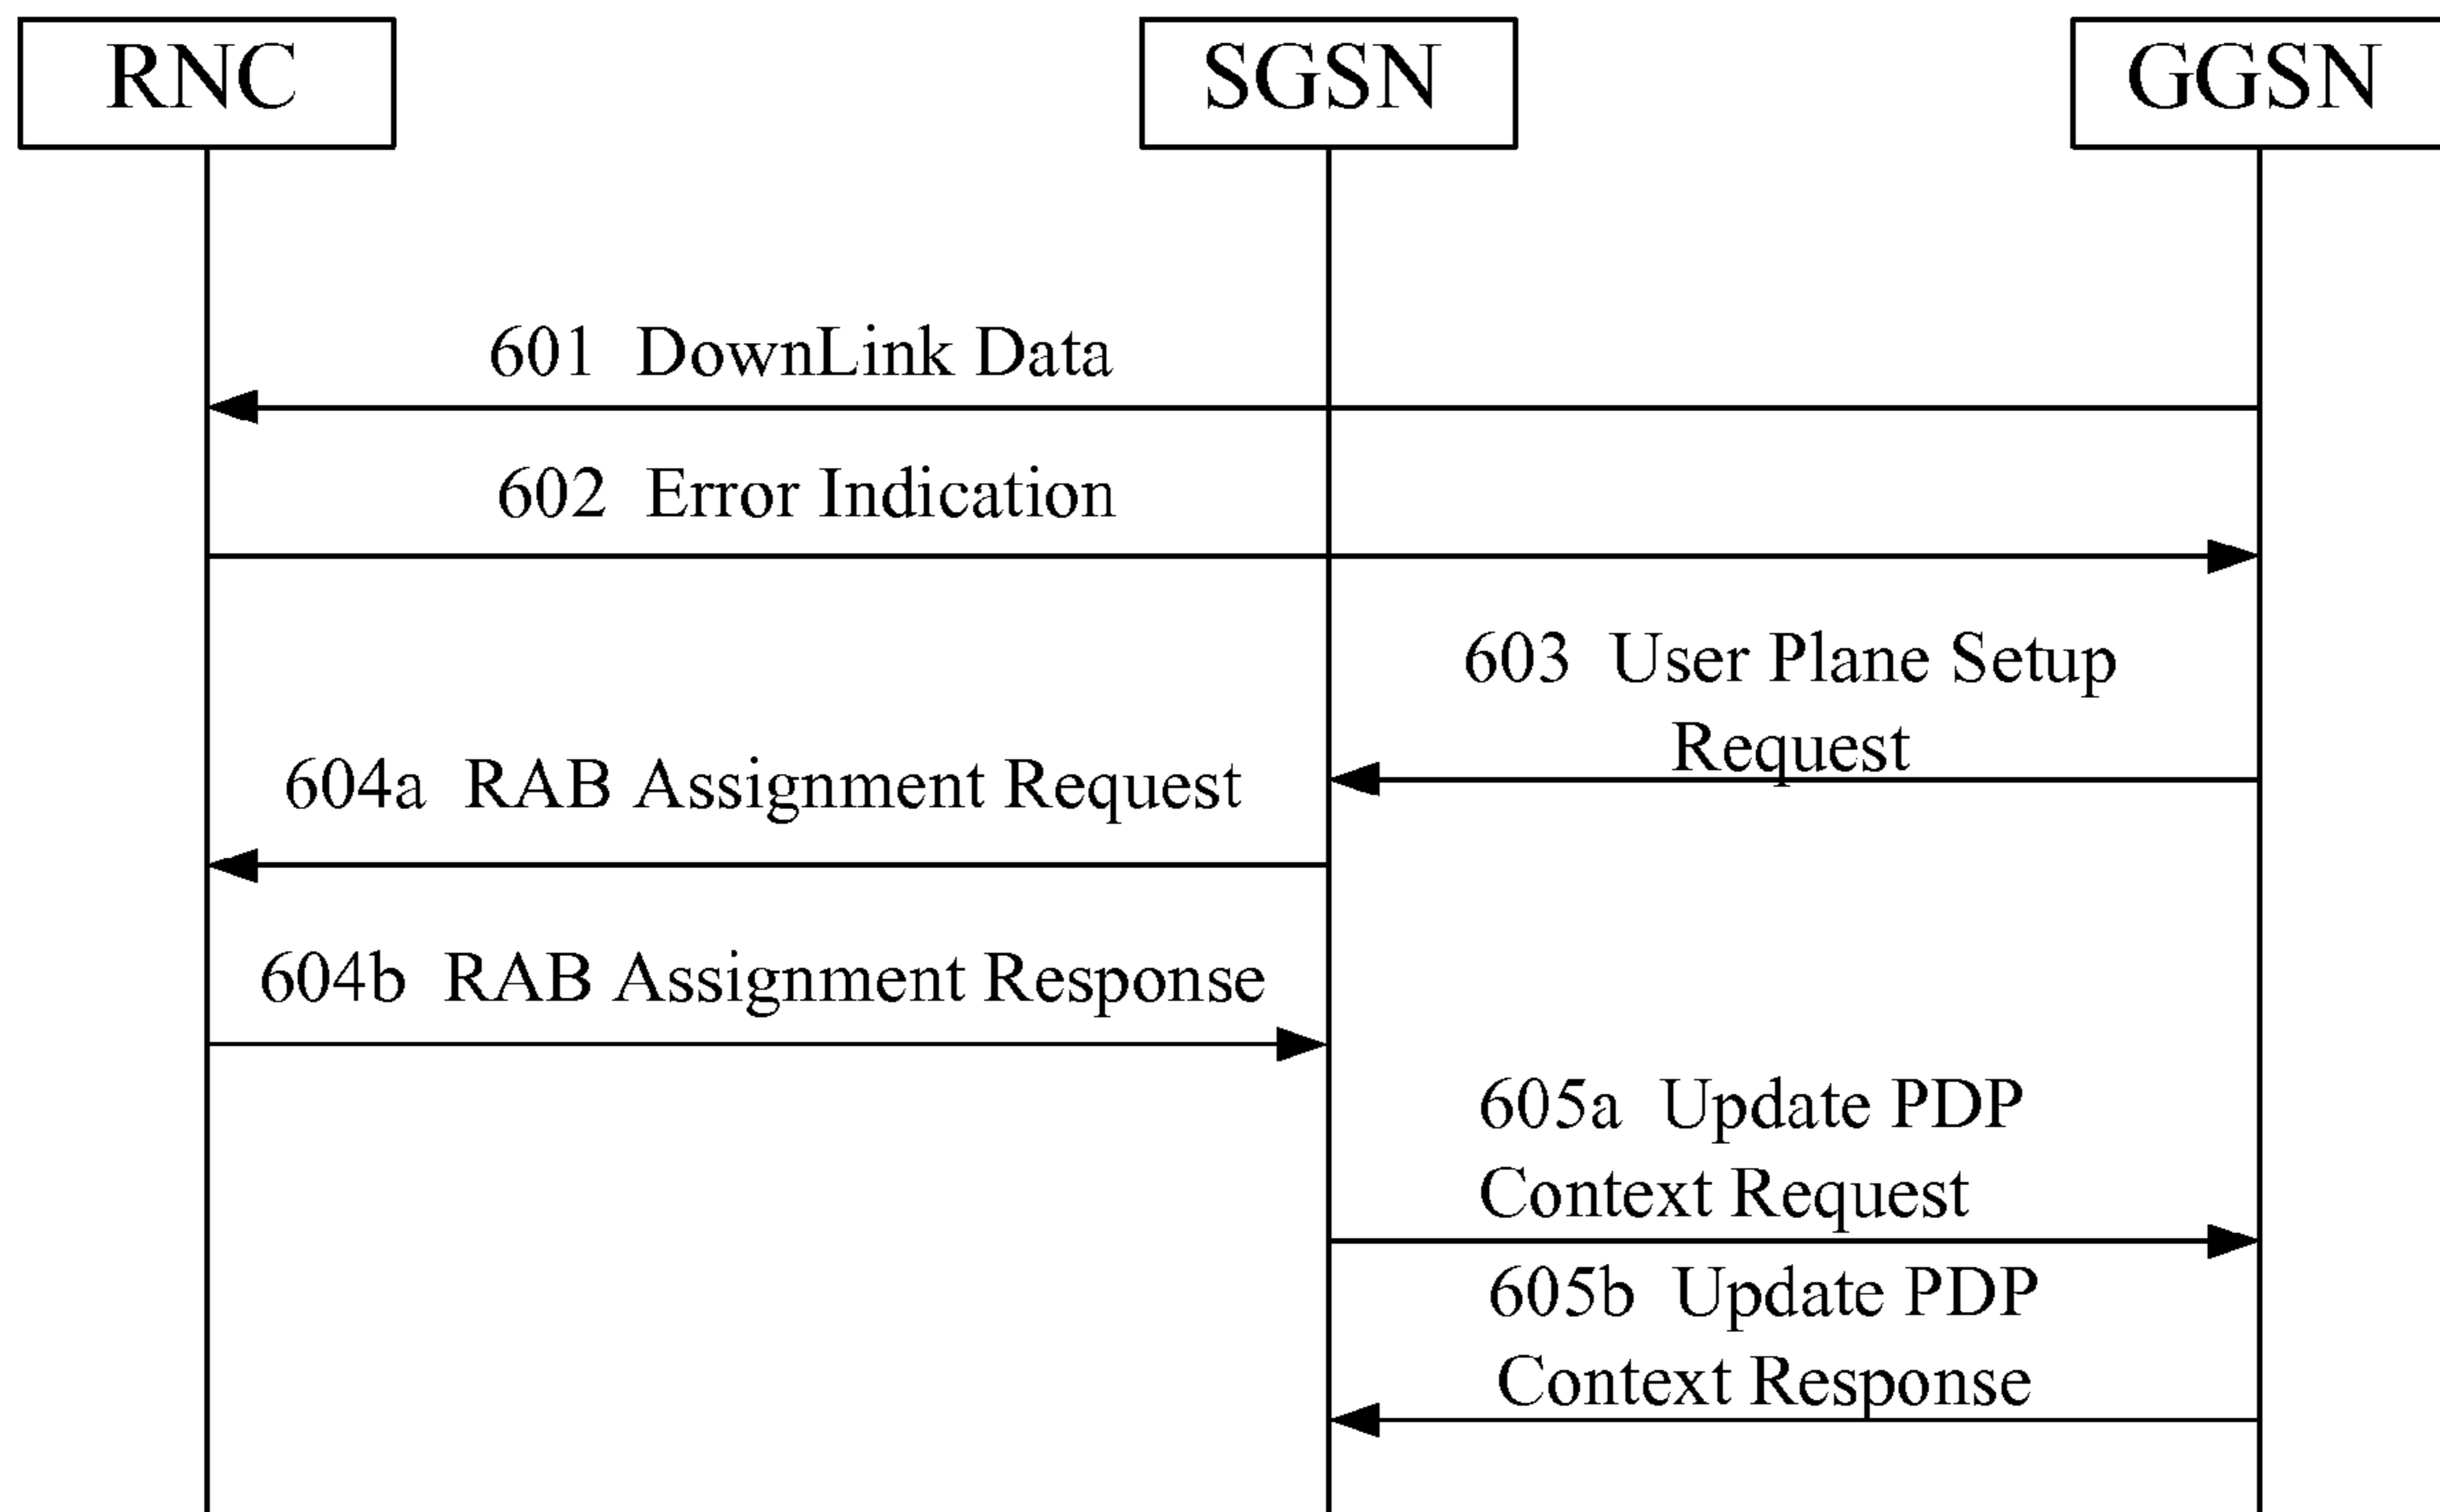 RNC SGSN GGSN
601 DownLink Data
602 Error Indication
603 User Plane Setup
Request
604a RAB Assignment Request
604b RAB Assignment Response
605a Update PDP
Context Request
605b Update PDP
Context Response